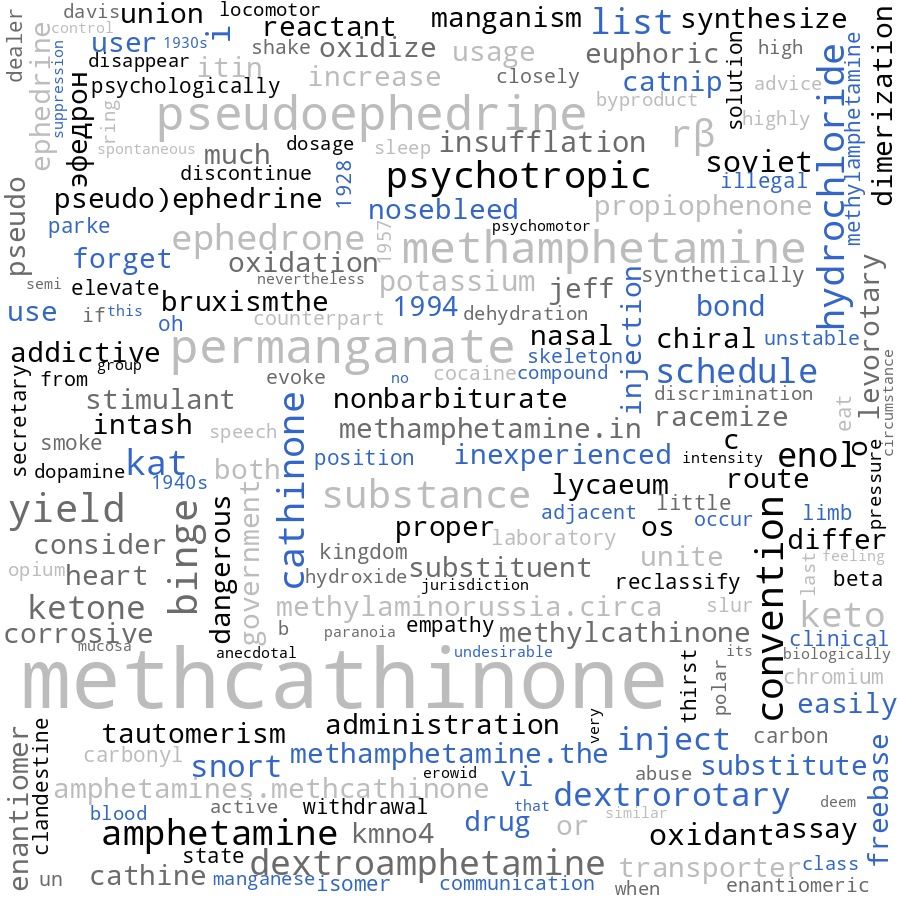 davis
union
locomotor
manganism
list
synthesize
control
dealer
ephedrine
user
1930s
i
reactant
shake
oxidize
usage
euphoric
high
dimerization
disappear
suppression
itin
increase
closely
catnip
solution
advice
hydrochloride
methylamphetamine
psychologically
эфедрон
ring
pseudoephedrine
byproduct
rβ
highly
spontaneous
much
dosage
sleep
insufflation
soviet
discontinue
1928
psychotropic
illegal
pseudo
pseudo)ephedrine
nosebleed
propiophenone
parke
ephedrone
1957
psychomotor
methamphetamine
forget
oxidation
nevertheless
potassium
jeff
synthetically
levorotary
semi
elevate
bruxismthe
1994
injection
bond
use
if
this
oh
counterpart
dehydration
nasal
chiral
unstable
addictive
group
permanganate
skeleton
circumstance
secretary
from
evoke
no
cocaine
compound
schedule
stimulant
cathinone
nonbarbiturate
discrimination
eat
intash
speech
methamphetamine.in
racemize
smoke
c
o
dopamine
kat
both
position
inexperienced
intensity
enol
pressure
1940s
government
substance
lycaeum
route
yield
binge
dangerous
little
convention
proper
adjacent
os
occur
limb
consider
laboratory
differ
kingdom
unite
feeling
opium
heart
hydroxide
substituent
last
jurisdiction
reclassify
beta
ketone
methylaminorussia.circa
slur
keto
corrosive
b
paranoia
empathy
methylcathinone
clinical
mucosa
anecdotal
undesirable
its
biologically
methcathinone
thirst
polar
chromium
easily
enantiomer
clandestine
tautomerism
administration
very
carbon
carbonyl
methamphetamine.the
inject
freebase
snort
erowid
vi
abuse
substitute
amphetamines.methcathinone
dextrorotary
blood
active
withdrawal
that
similar
deem
amphetamine
kmno4
drug
or
oxidant
assay
state
dextroamphetamine
transporter
class
un
cathine
manganese
isomer
communication
when
enantiomeric